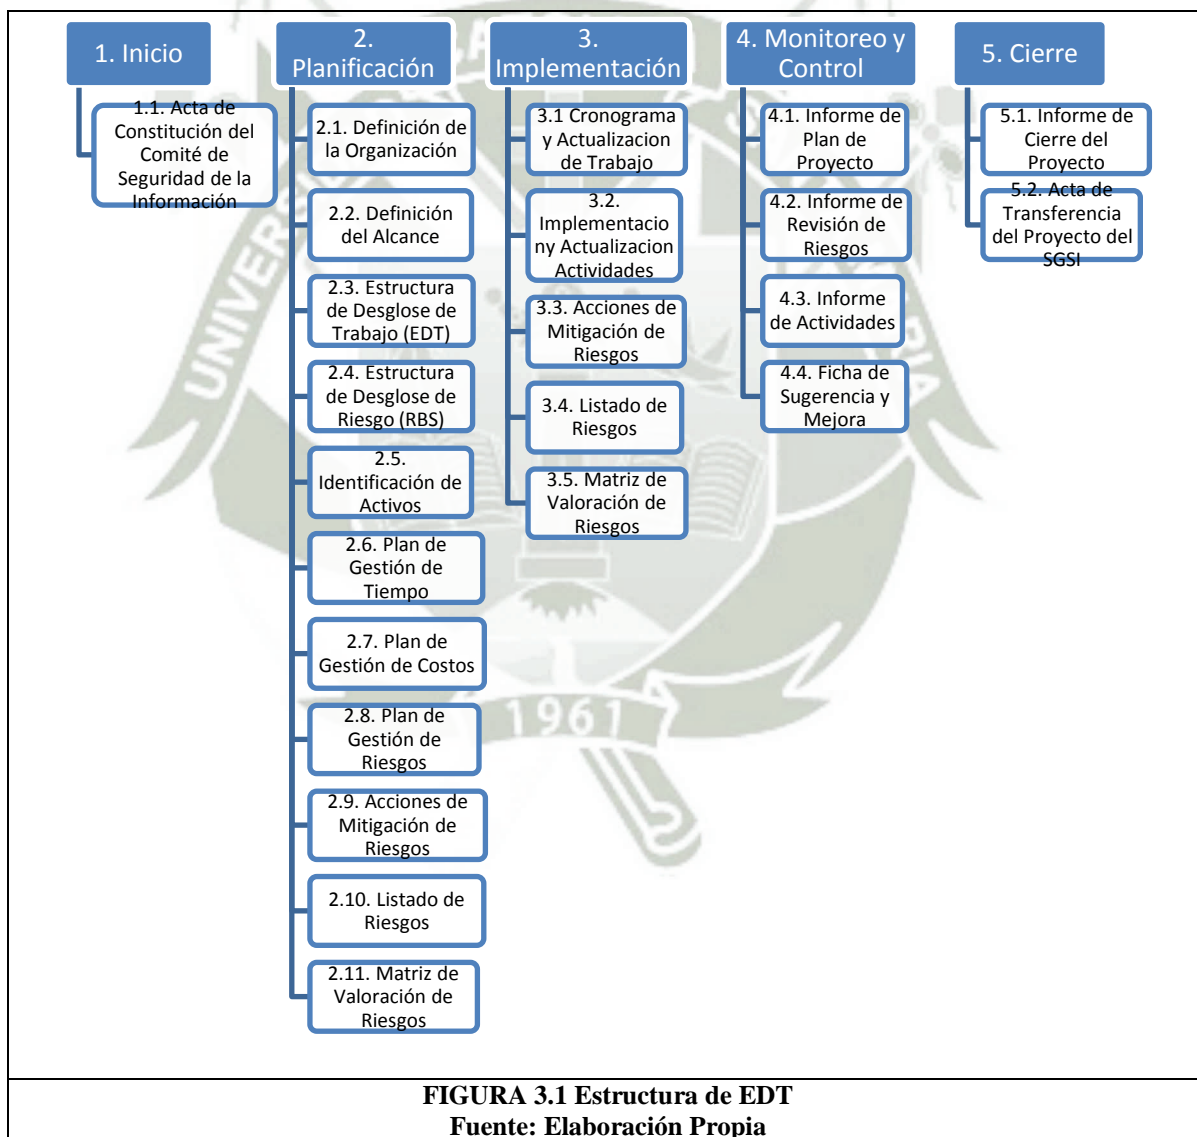 1. Inicio
1.1. Acta de
Constitución del
Comité de
Seguridad de la
Información
2.
Planificación
2.1. Definición de
la Organización
2.2. Definición
del Alcance
2.3. Estructura
de Desglose de
Trabajo (EDT)
2.4. Estructura
de Desglose de
Riesgo (RBS)
2.5.
Identificación de
Activos
2.6. Plan de
Gestión de
Tiempo
2.7. Plan de
Gestión de Costos
2.8. Plan de
Gestión de
Riesgos
2.9. Acciones de
Mitigación de
Riesgos
2.10. Listado de
Riesgos
2.11. Matriz de
Valoración de
Riesgos
3.
Implementación
3.1 Cronograma
y Actualizacion
de Trabajo
3.2.
Implementacio
ny Actualizacion
Actividades
3.3. Acciones de
Mitigación de
Riesgos
3.4. Listado de
Riesgos
3.5. Matriz de
Valoración de
Riesgos
4. Monitoreo y
Control
4.1. Informe de
Plan de
Proyecto
4.2. Informe de
Revisión de
Riesgos
4.3. Informe
de Actividades
4.4. Ficha de
Sugerencia y
Mejora
5. Cierre
5.1. Informe de
Cierre del
Proyecto
5.2. Acta de
Transferencia
del Proyecto del
SGSI
1961
FIGURA 3.1 Estructura de EDT
Fuente: Elaboración Propia